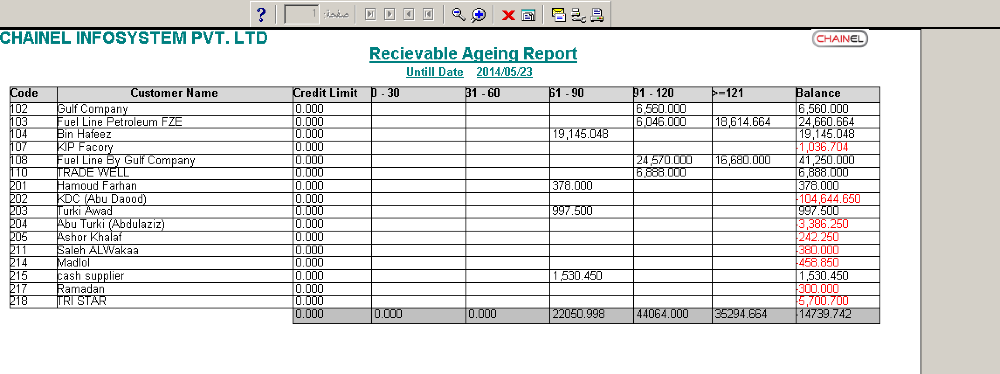 ? 1 صفحة
CHAINEL INFOSYSTEM PVT. LTD
CHAINEL
Recievable Ageing Report
Untill Date 2014/05/23
Code Customer Name Credit Limit 0 - 30 31 - 60 61 - 90 91 - 120 >=121 Balance
102 Gulf Company 0.000 6,560.000 6,560.000
103 Fuel Line Petroleum FZE 0.000 6,046.000 18,614.664 24,660.664
104 Bin Hafeez 0.000 19,145.048 19,145.048
107 KIP Facory 0.000 -1,036.704
108 Fuel Line By Gulf Company 0.000 24,570.000 16,680.000 41,250.000
110 TRADE WELL 0.000 6,888.000 6,888.000
201 Hamoud Farhan 0.000 378.000 378.000
202 KDC (Abu Daood) 0.000 -104,644.650
203 Turki Awad 0.000 997.500 997.500
204 Abu Turki (Abdulaziz) 0.000 -3,386.250
205 Ashor Khalaf 0.000 -242.250
211 Saleh ALWakaa 0.000 -380.000
214 Madlol 0.000 -458.850
215 cash supplier 0.000 1,530.450 1,530.450
217 Ramadan 0.000 -300.000
218 TRI STAR 0.000 -5,700.700
0.000 0.000 0.000 22050.998 44064.000 35294.664 -14739.742